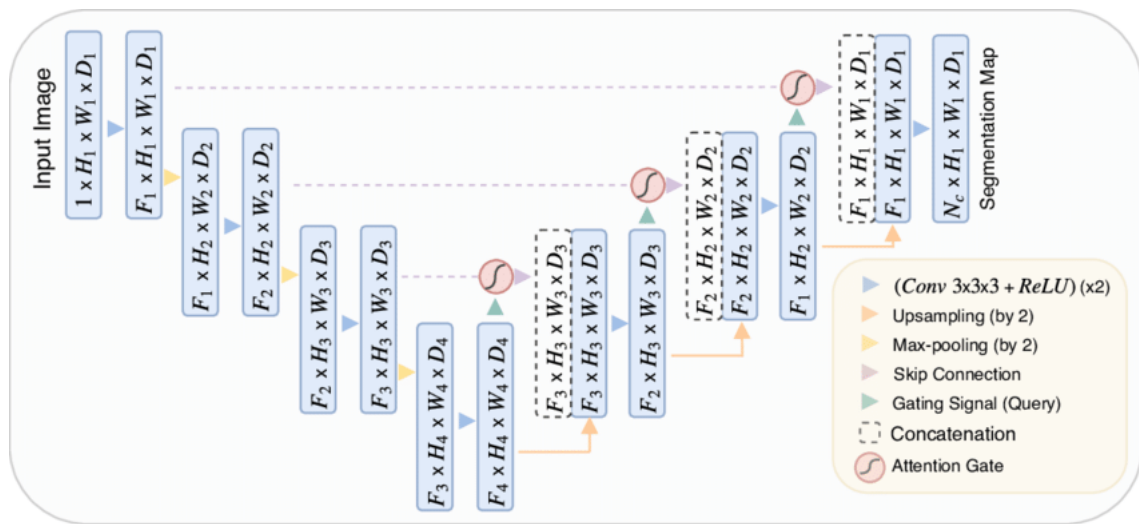 Input Image
1 x H₁ x W₁ x D₁
F₁ x H₁ x W₁ x D₁
F₁ x H₂ x W₂ x D₂
F₂ x H₂ x W₂ x D₂
F₂ x H₃ x W₃ x D₃
F₃ x H₃ x W₃ x D₃
F₃ x H₄ x W₄ x D₄
F₄ x H₄ x W₄ x D₄
F₃ x H₃ x W₃ x D₃
F₃ x H₃ x W₃ x D₃
F₂ x H₃ x W₃ x D₃
F₂ x H₂ x W₂ x D₂
F₂ x H₂ x W₂ x D₂
F₁ x H₂ x W₂ x D₂
F₁ x H₁ x W₁ x D₁
F₁ x H₁ x W₁ x D₁
N_c x H₁ x W₁ x D₁
Segmentation Map
(Conv 3x3x3 + ReLU) (x2)
Upsampling (by 2)
Max-pooling (by 2)
Skip Connection
Gating Signal (Query)
Concatenation
Attention Gate